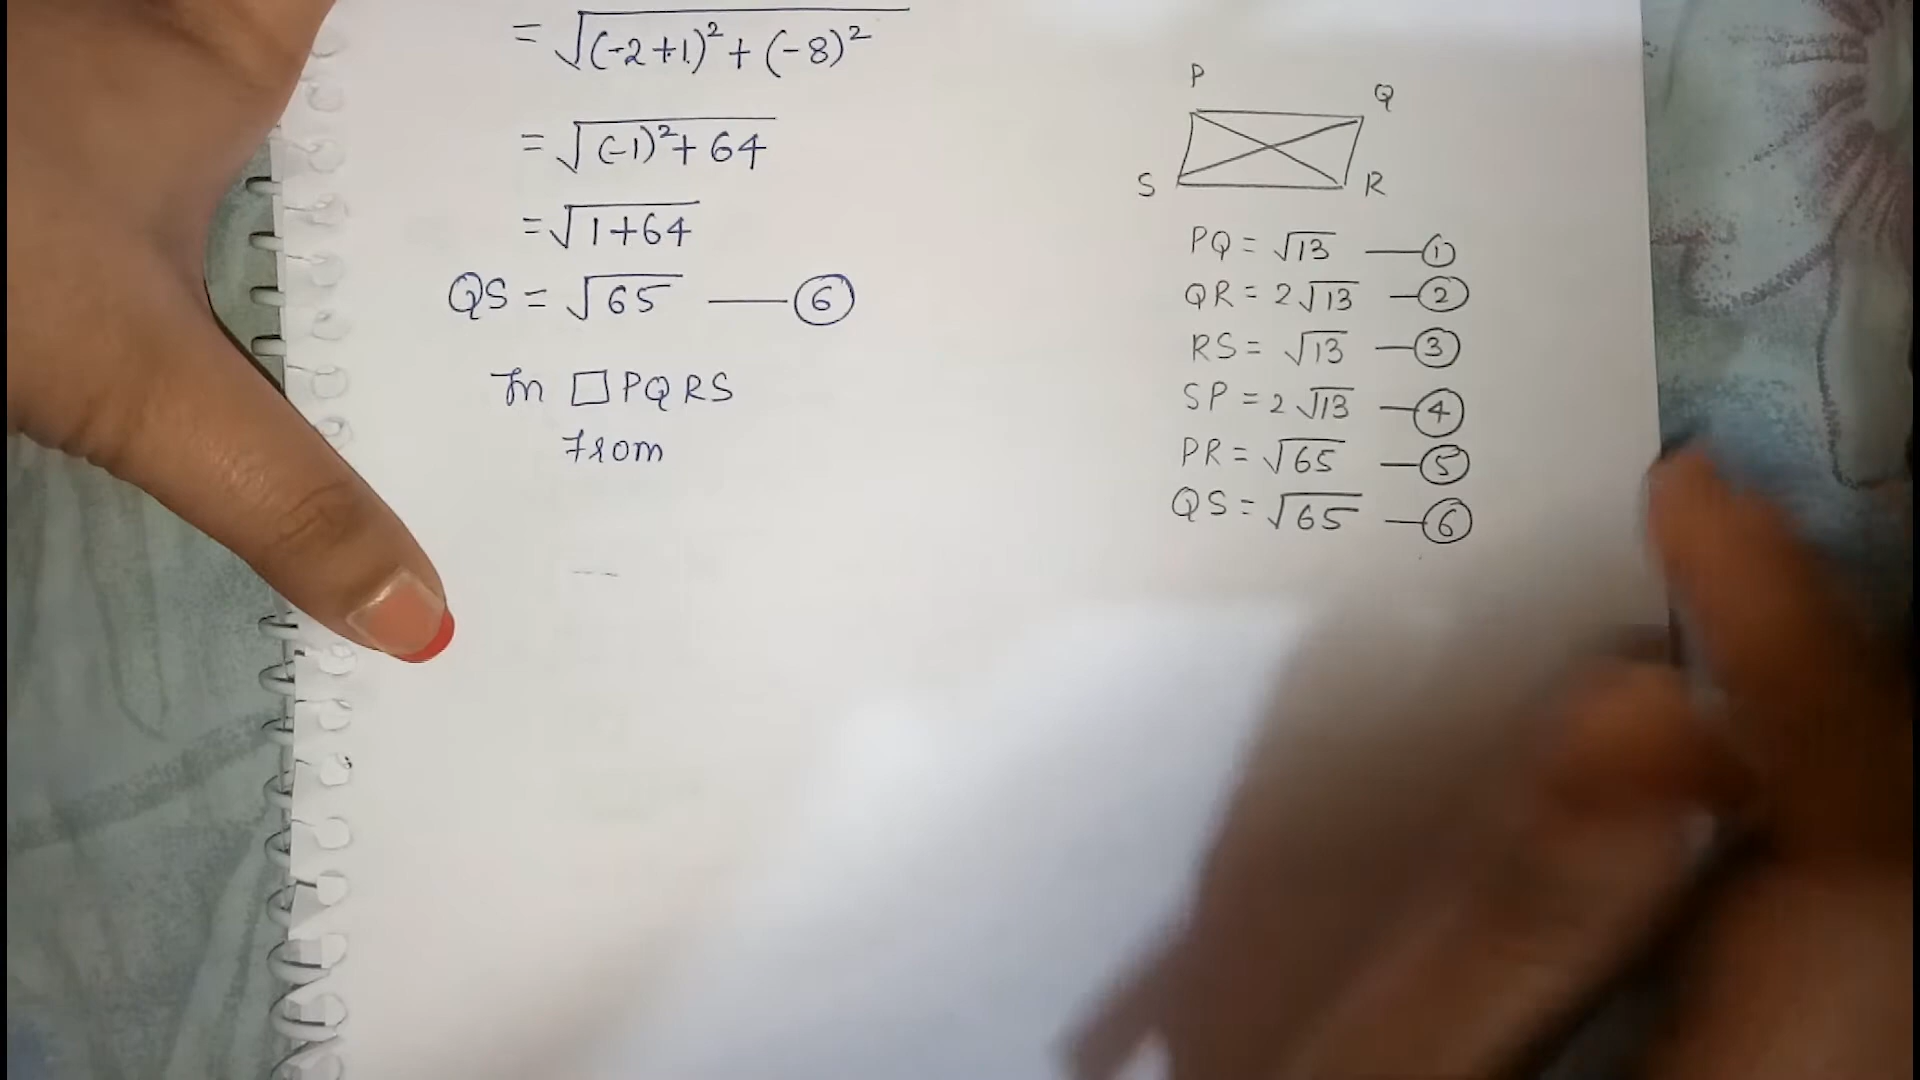 = √(-2+1)² + (-8)²
= √(-1)² + 64
= √1+64
QS = √65 —— ⑥
In □PQRS
From
P
Q
S
R
PQ = √13 — ①
QR = 2√13 — ②
RS = √13 — ③
SP = 2√13 — ④
PR = √65 — ⑤
QS = √65 — ⑥